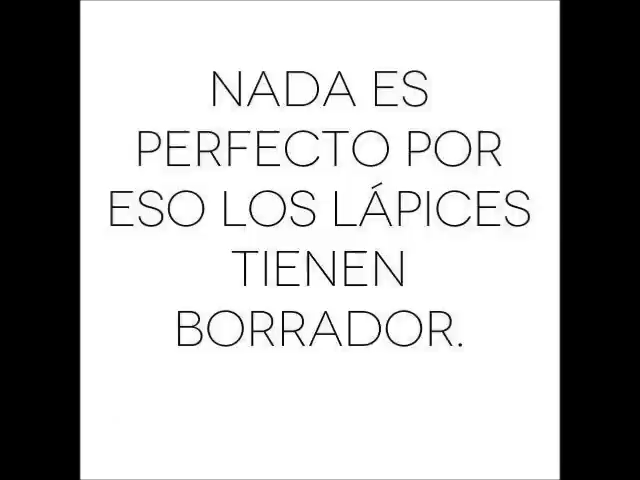 NADA ES
PERFECTO POR
ESO LOS LÁPICES
TIENEN
BORRADOR.